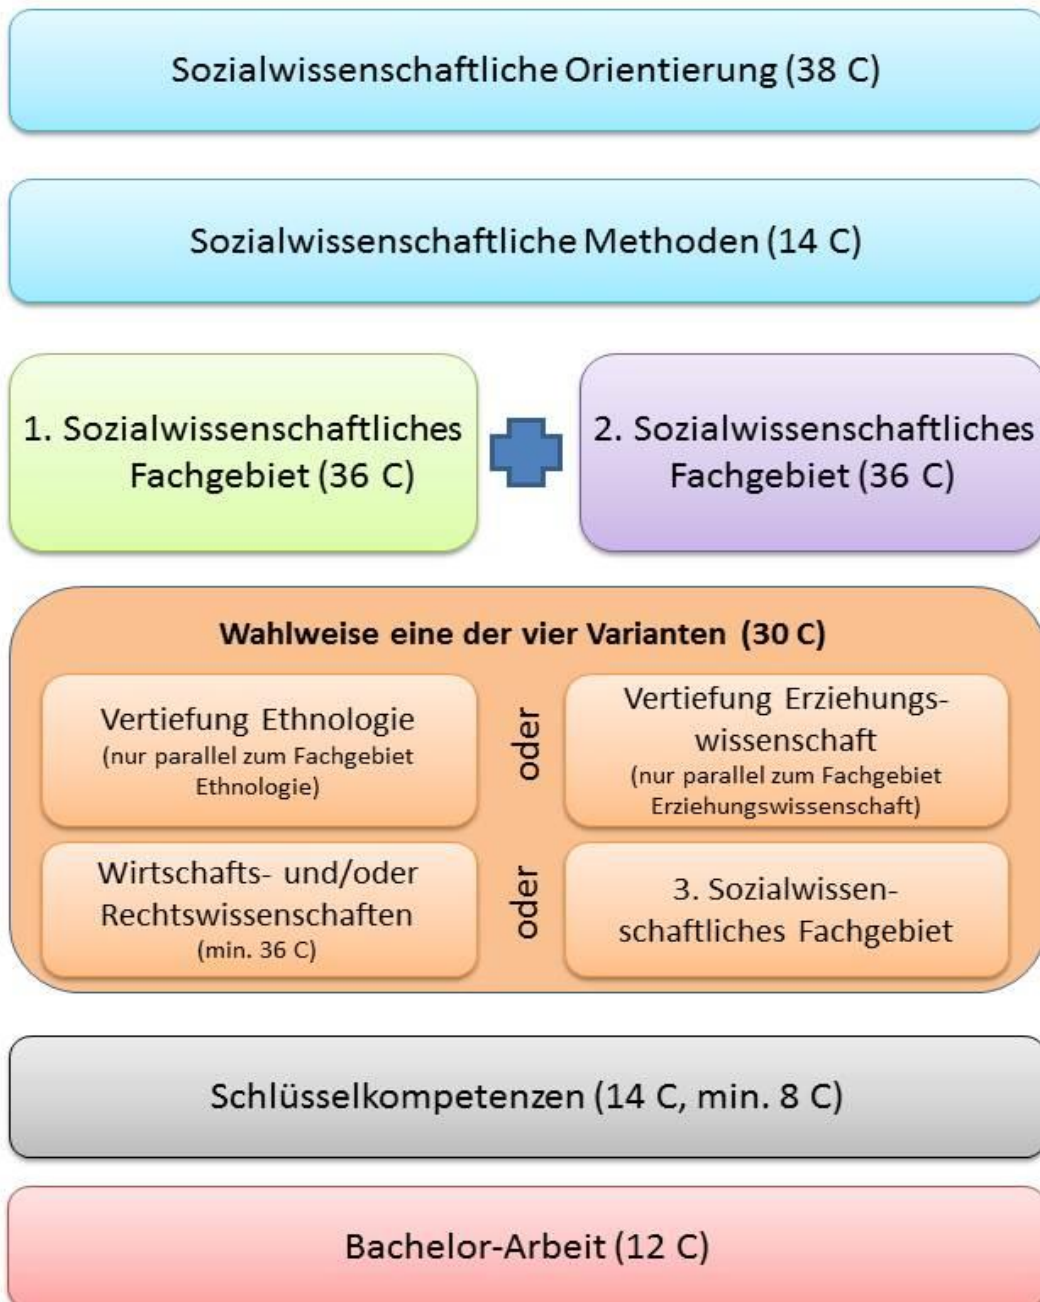 Sozialwissenschaftliche Orientierung (38 C)
Sozialwissenschaftliche Methoden (14 C)
1. Sozialwissenschaftliches
Fachgebiet (36 C)
2. Sozialwissenschaftliches
Fachgebiet (36 C)
Wahlweise eine der vier Varianten (30 C)
Vertiefung Ethnologie
(nur parallel zum Fachgebiet
Ethnologie)
oder
Vertiefung Erziehungs-
wissenschaft
(nur parallel zum Fachgebiet
Erziehungswissenschaft)
Wirtschafts- und/oder
Rechtswissenschaften
(min. 36 C)
oder
3. Sozialwissen-
schaftliches Fachgebiet
Schlüsselkompetenzen (14 C, min. 8 C)
Bachelor-Arbeit (12 C)